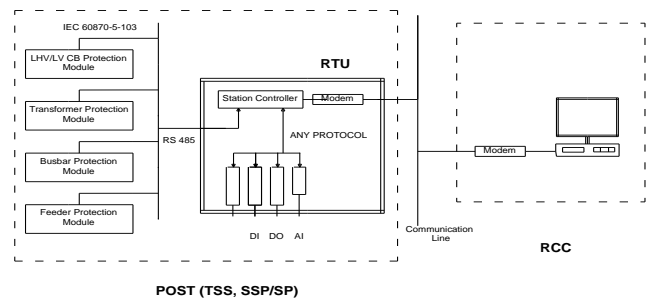 IEC 60870-5-103
LHV/LV CB Protection
Module
Transformer Protection
Module
Busbar Protection
Module
Feeder Protection
Module
RS 485
RTU
Station Controller
Modem
ANY PROTOCOL
DI DO AI
Communication
Line
Modem
RCC
POST (TSS, SSP/SP)